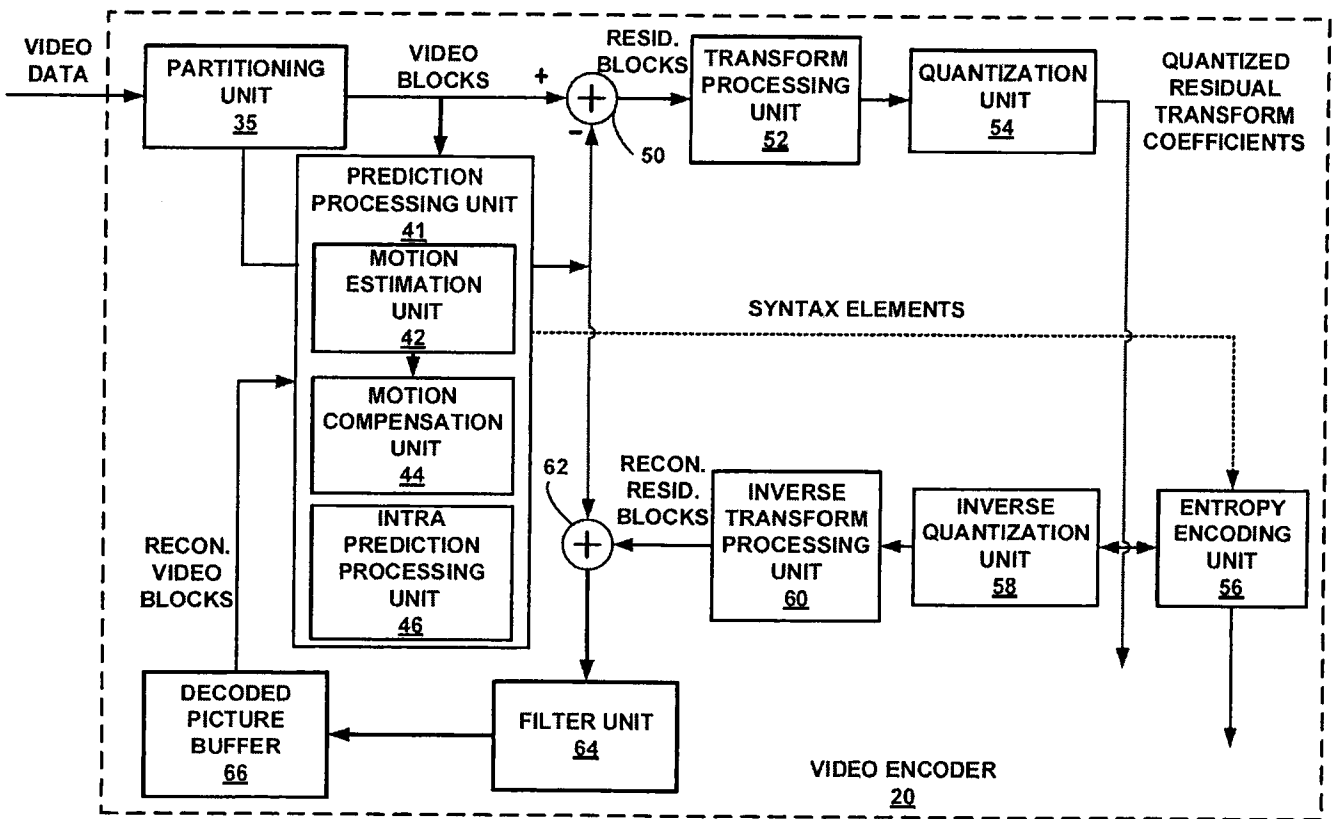 VIDEO
DATA
PARTITIONING
UNIT
35
VIDEO
BLOCKS
+
-
50
RESID.
BLOCKS
TRANSFORM
PROCESSING
UNIT
52
QUANTIZATION
UNIT
54
QUANTIZED
RESIDUAL
TRANSFORM
COEFFICIENTS
PREDICTION
PROCESSING UNIT
41
MOTION
ESTIMATION
UNIT
42
MOTION
COMPENSATION
UNIT
44
INTRA
PREDICTION
PROCESSING
UNIT
46
SYNTAX ELEMENTS
62
RECON.
RESID.
BLOCKS
INVERSE
TRANSFORM
PROCESSING
UNIT
60
INVERSE
QUANTIZATION
UNIT
58
ENTROPY
ENCODING
UNIT
56
RECON.
VIDEO
BLOCKS
DECODED
PICTURE
BUFFER
66
FILTER UNIT
64
VIDEO ENCODER
20